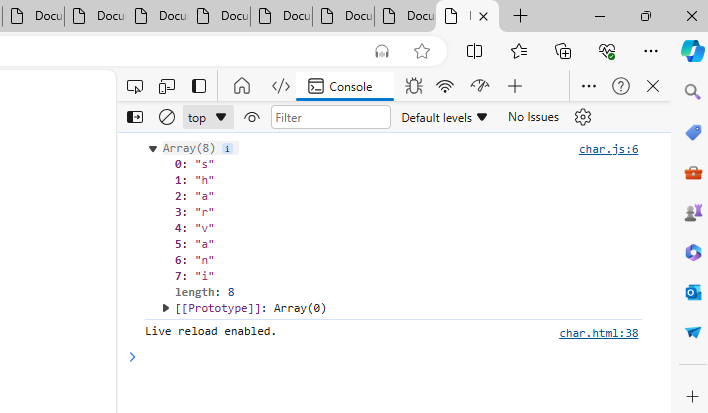 Docu Docu Docu Docu Docu Docu Docu
Console
top Filter Default levels No Issues
Array(8) i char.js:6
0: "s"
1: "h"
2: "a"
3: "r"
4: "v"
5: "a"
6: "n"
7: "i"
length: 8
[[Prototype]]: Array(0)
Live reload enabled. char.html:38